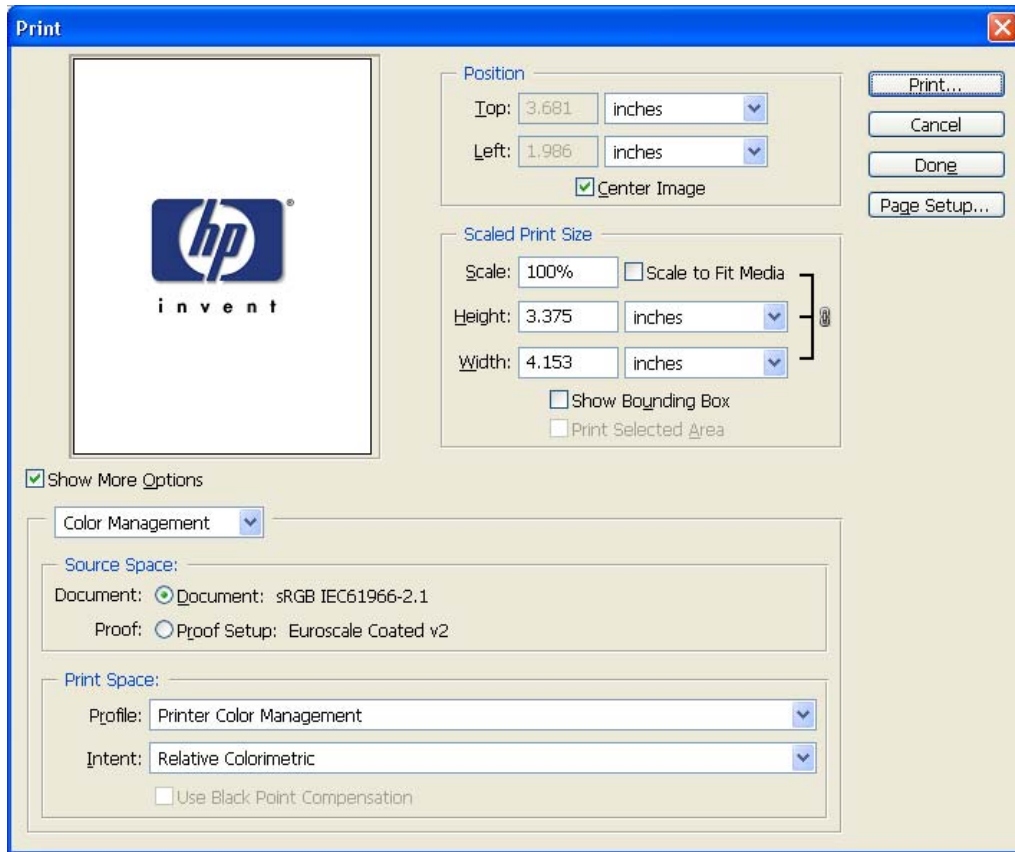 Print
hp®
invent
Position
Top: 3.681 inches
Left: 1.986 inches
Center Image
Scaled Print Size
Scale: 100% Scale to Fit Media
Height: 3.375 inches
Width: 4.153 inches
Show Bounding Box
Print Selected Area
Print...
Cancel
Done
Page Setup...
Show More Options
Color Management
Source Space:
Document: Document: sRGB IEC61966-2.1
Proof: Proof Setup: Euroscale Coated v2
Print Space:
Profile: Printer Color Management
Intent: Relative Colorimetric
Use Black Point Compensation